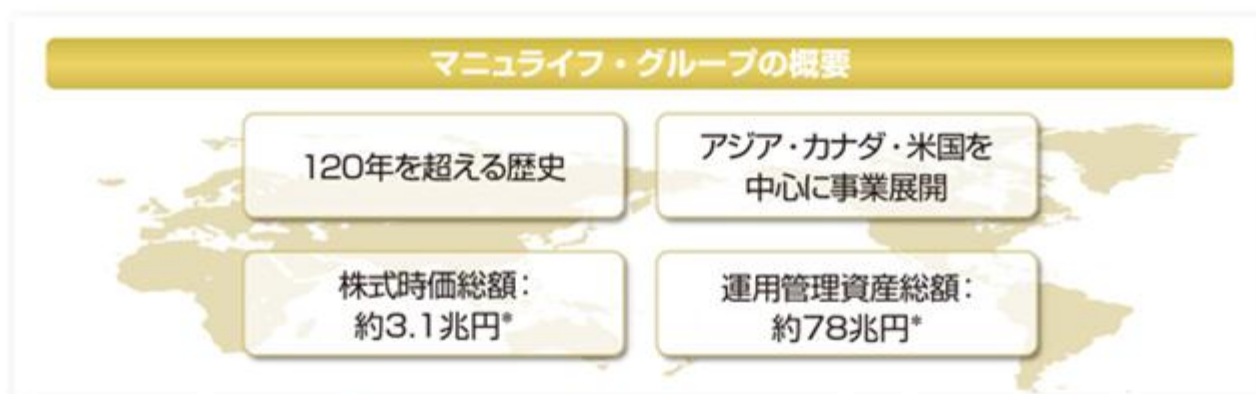 マニュライフ・グループの概要
120年を超える歴史
アジア・カナダ・米国を
中心に事業展開
株式時価総額：
約3.1兆円*
運用管理資産総額：
約78兆円*